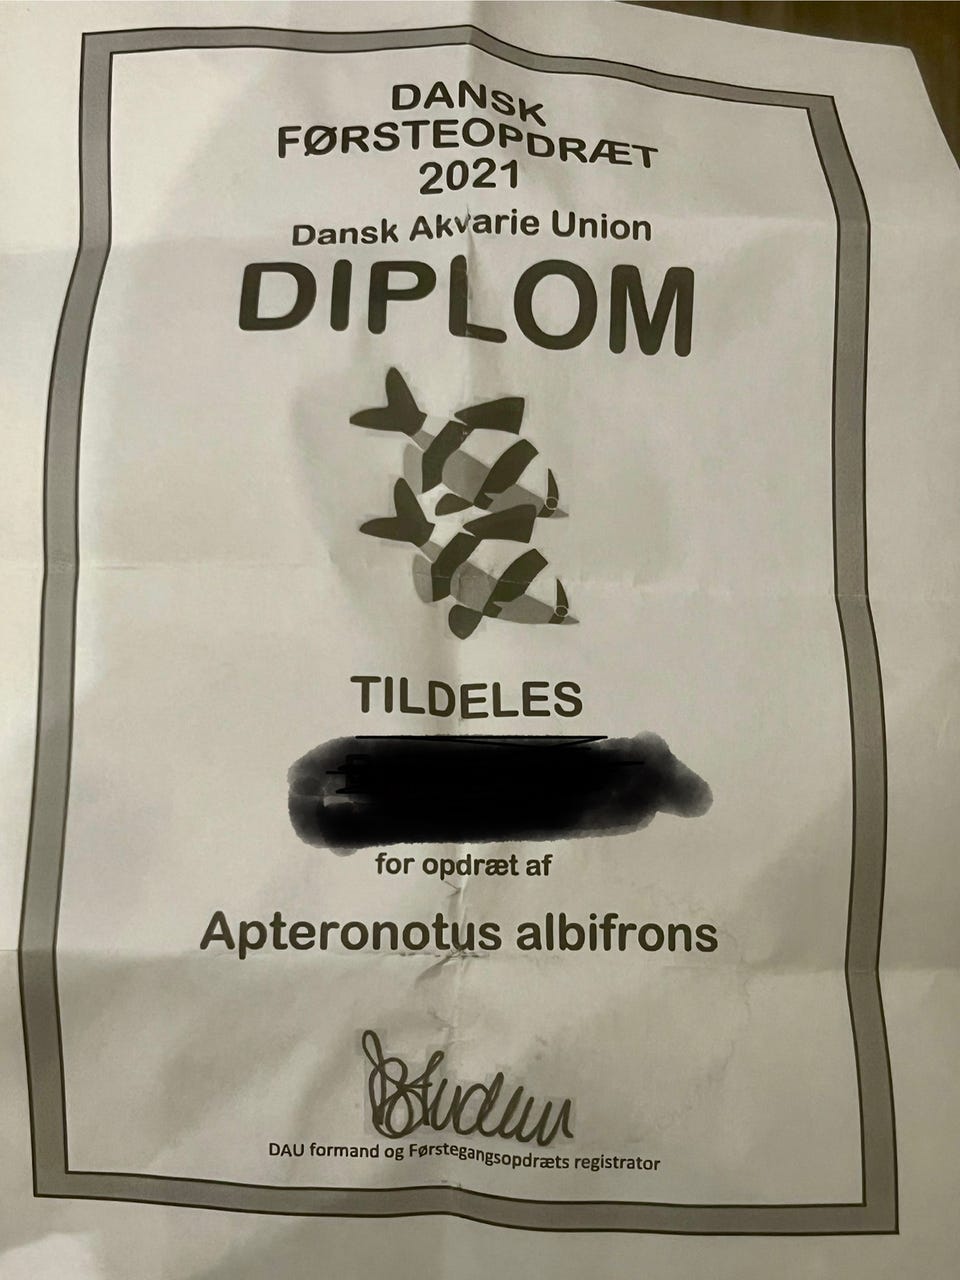 DANSK
FØRSTEOPDRÆT
2021
Dansk Akvarie Union
DIPLOM
TILDELES
for opdræt af
Apteronotus albifrons
DAU formand og Førstegangsopdræts registrator